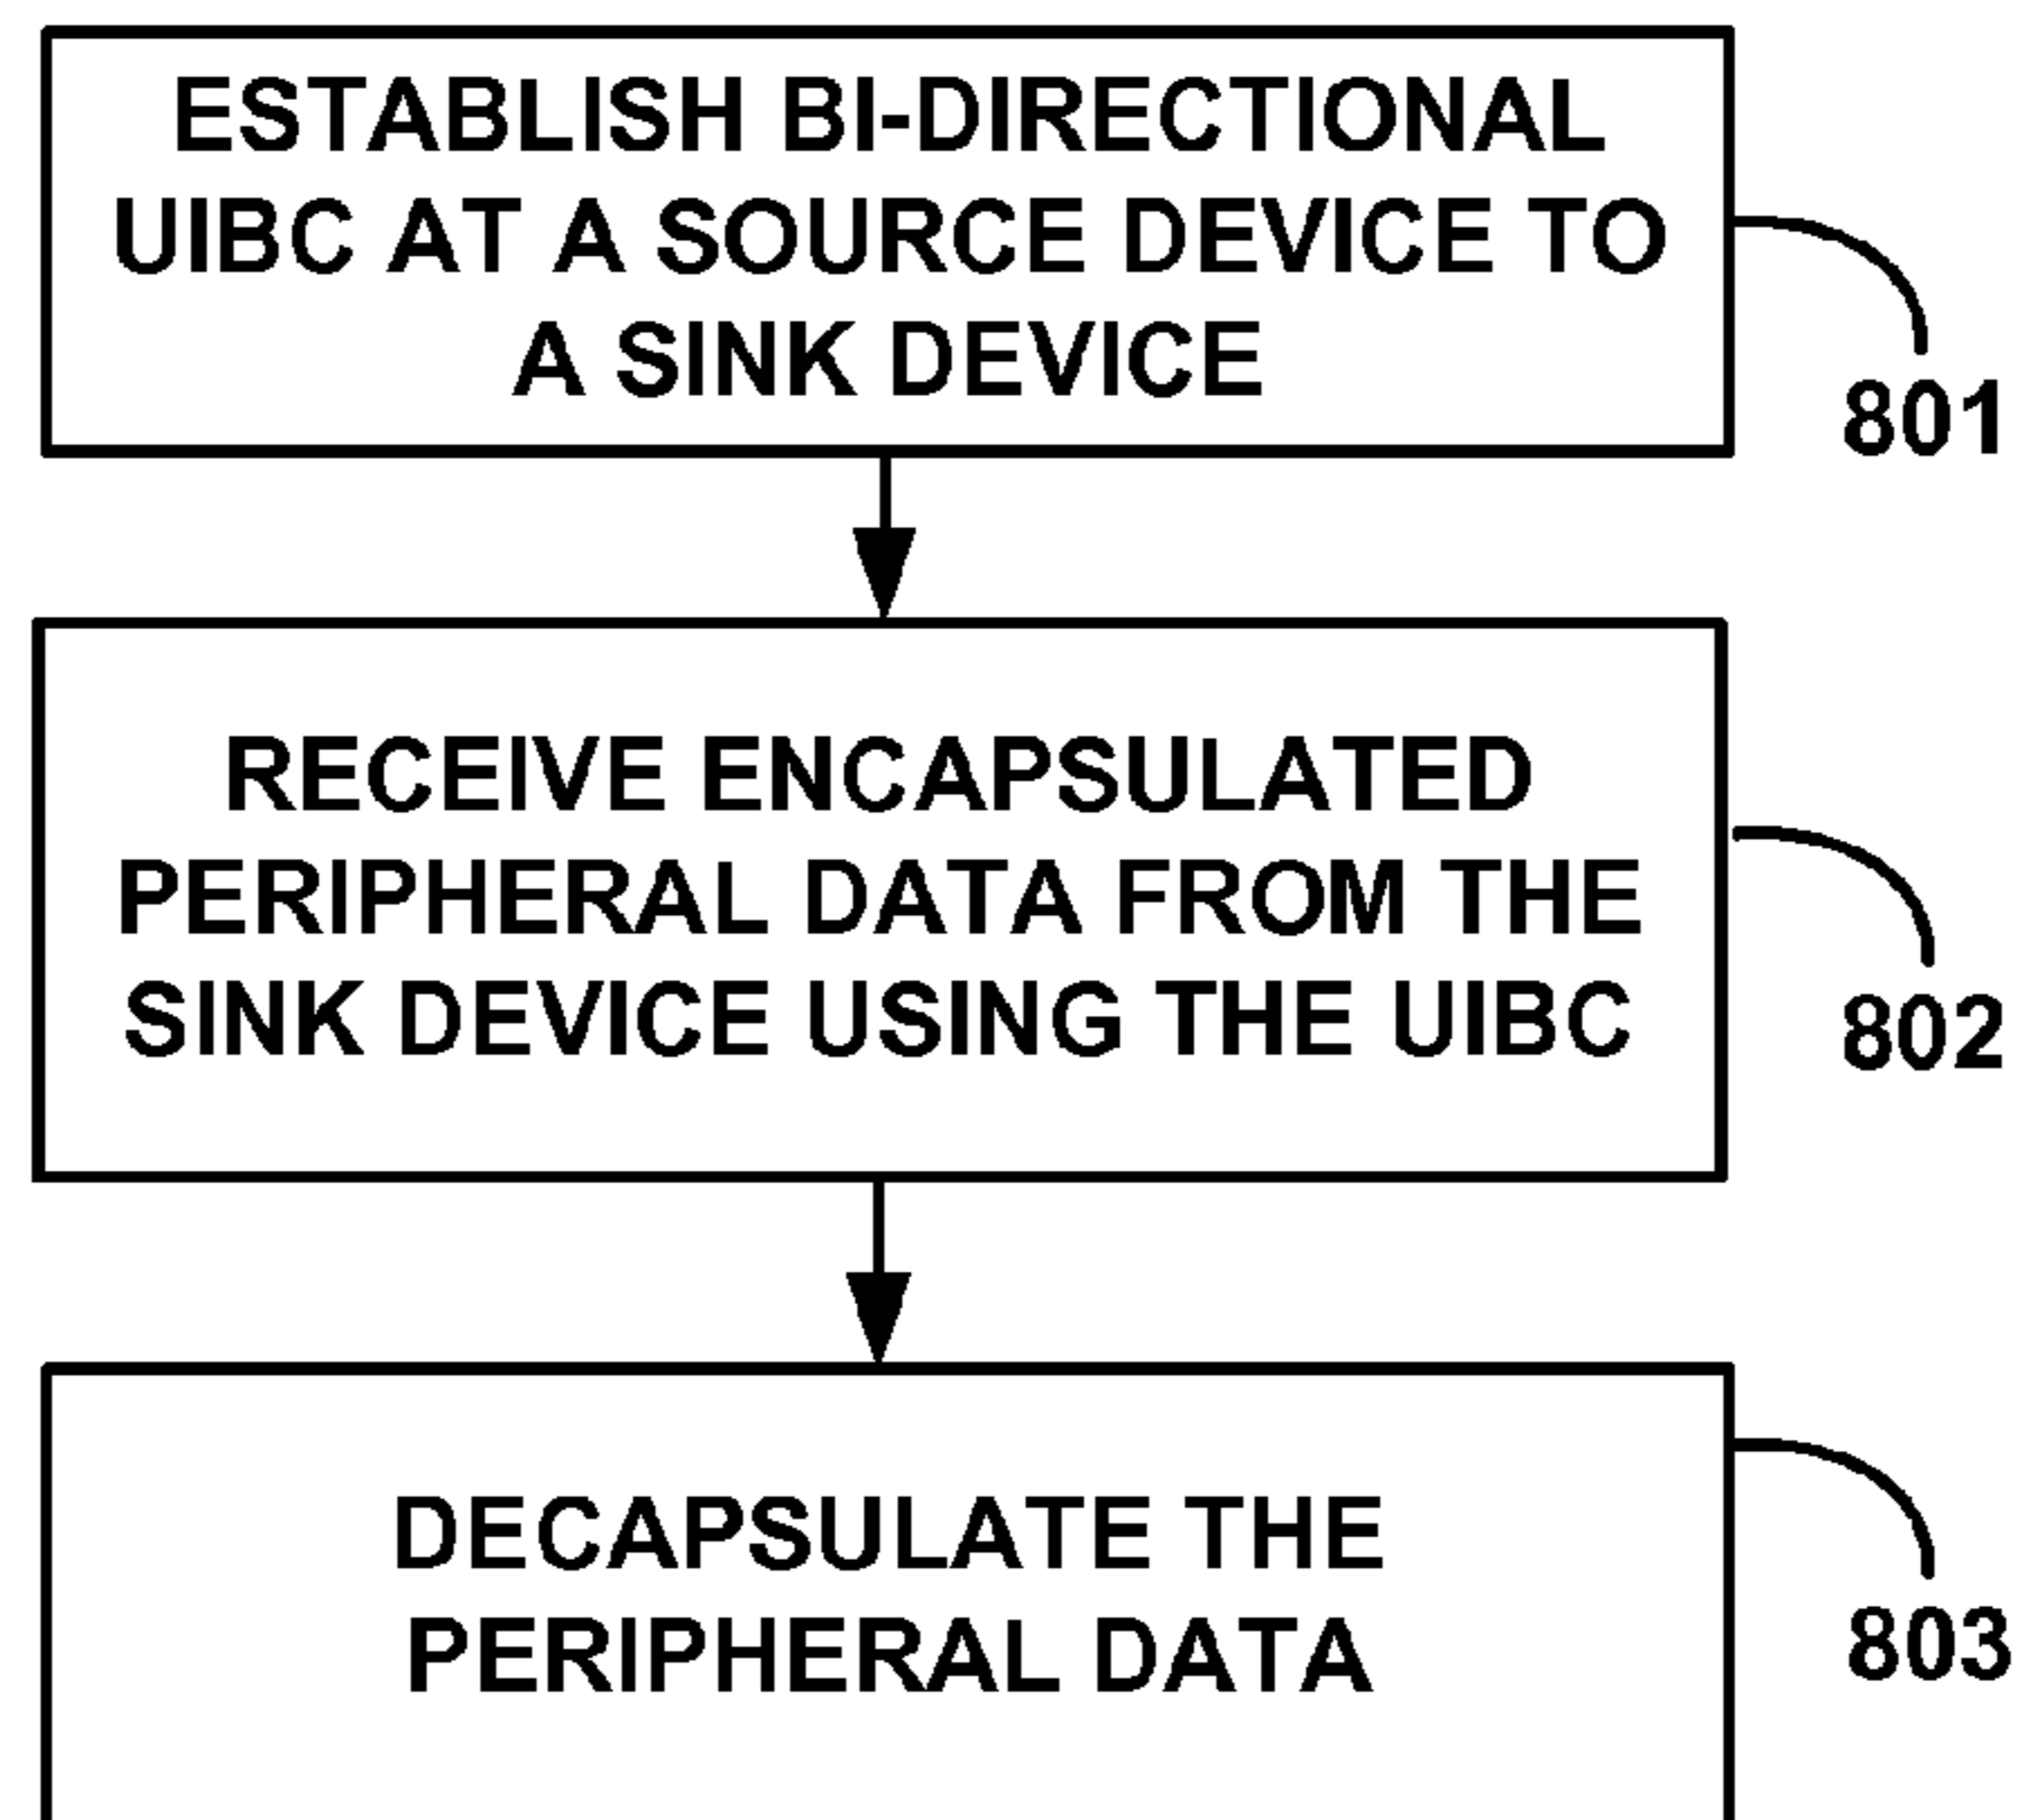 ESTABLISH BI-DIRECTIONAL
UIBC AT A SOURCE DEVICE TO
A SINK DEVICE
801
RECEIVE ENCAPSULATED
PERIPHERAL DATA FROM THE
SINK DEVICE USING THE UIBC
802
DECAPSULATE THE
PERIPHERAL DATA
803